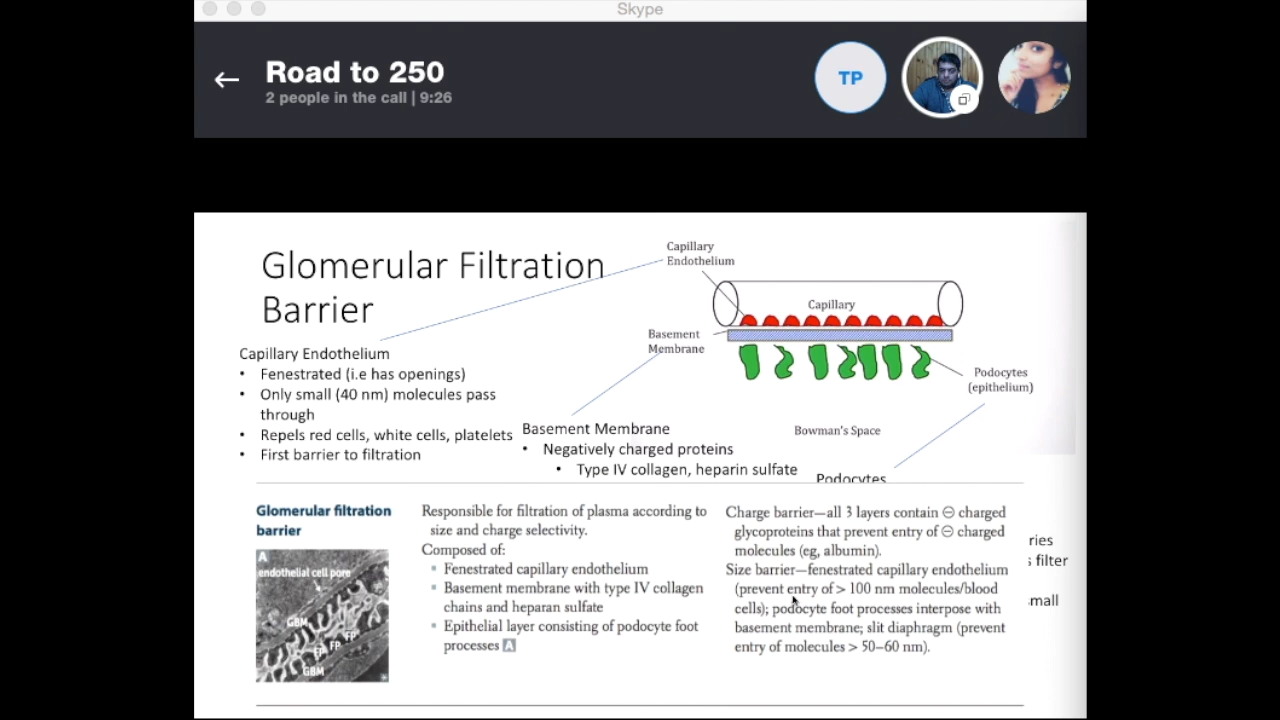 Skype
Road to 250
2 people in the call | 9:26
TP
Glomerular Filtration
Barrier
Capillary
Endothelium
Capillary
Basement
Membrane
Podocytes
(epithelium)
Bowman's Space
Capillary Endothelium
• Fenestrated (i.e has openings)
• Only small (40 nm) molecules pass
through
• Repels red cells, white cells, platelets
• First barrier to filtration
Basement Membrane
• Negatively charged proteins
• Type IV collagen, heparin sulfate
Podocytes
Glomerular filtration
barrier
A
endothelial cell pore
GBM
FP
FP
FP
GBM
Responsible for filtration of plasma according to
size and charge selectivity.
Composed of:
Fenestrated capillary endothelium
Basement membrane with type IV collagen
chains and heparan sulfate
Epithelial layer consisting of podocyte foot
processes A
Charge barrier—all 3 layers contain ⊖ charged
glycoproteins that prevent entry of ⊖ charged
molecules (eg, albumin).
Size barrier—fenestrated capillary endothelium
(prevent entry of > 100 nm molecules/blood
cells); podocyte foot processes interpose with
basement membrane; slit diaphragm (prevent
entry of molecules > 50–60 nm).
ries
s filter
mall